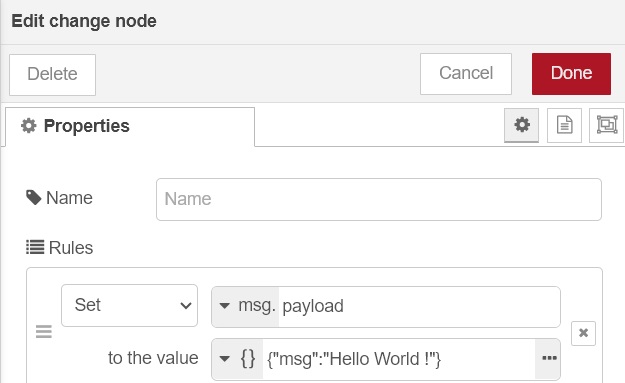 Edit change node
Delete Cancel Done
Properties
Name Name
Rules
Set msg. payload
to the value {} {"msg":"Hello World !"} •••